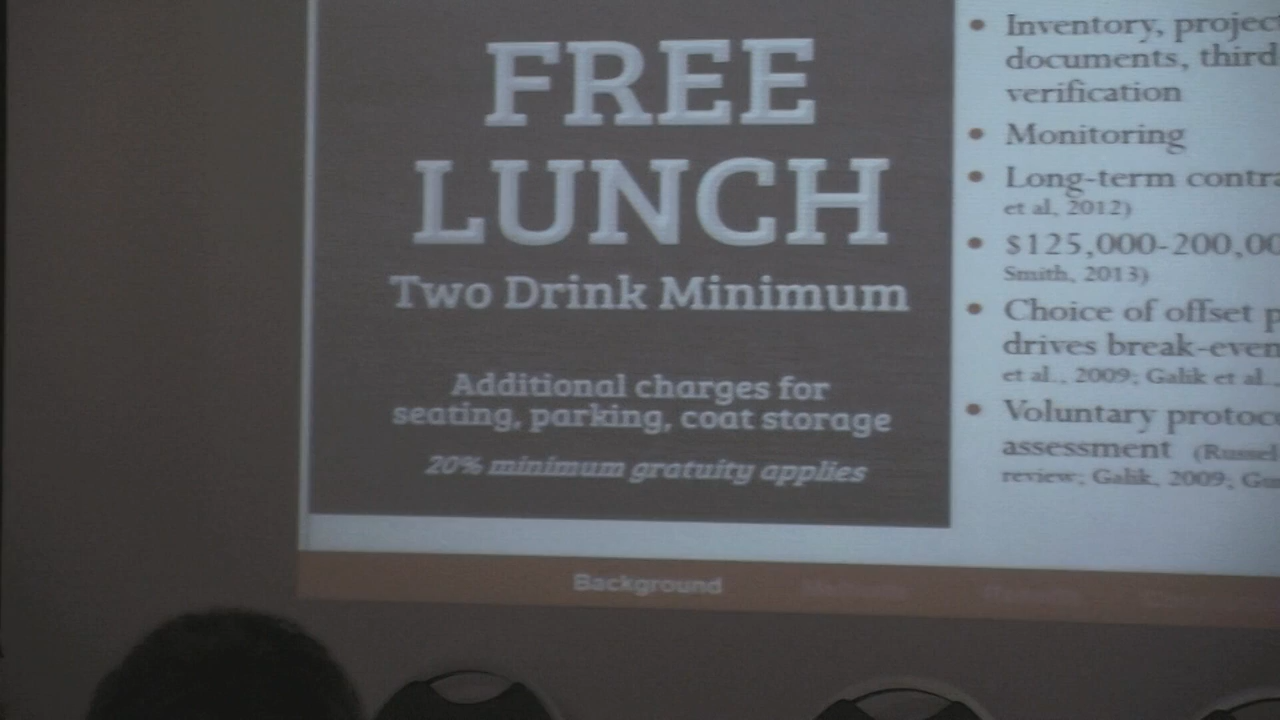 FREE
LUNCH
Two Drink Minimum
Additional charges for
seating, parking, coat storage
20% minimum gratuity applies
Inventory, projec
documents, third
verification
Monitoring
Long-term contra
et al, 2012)
$125,000-200,00
Smith, 2013)
Choice of offset p
drives break-even
et al., 2009; Galik et al.,
Voluntary protoco
assessment (Russel
review; Galik, 2009; Gu
Background